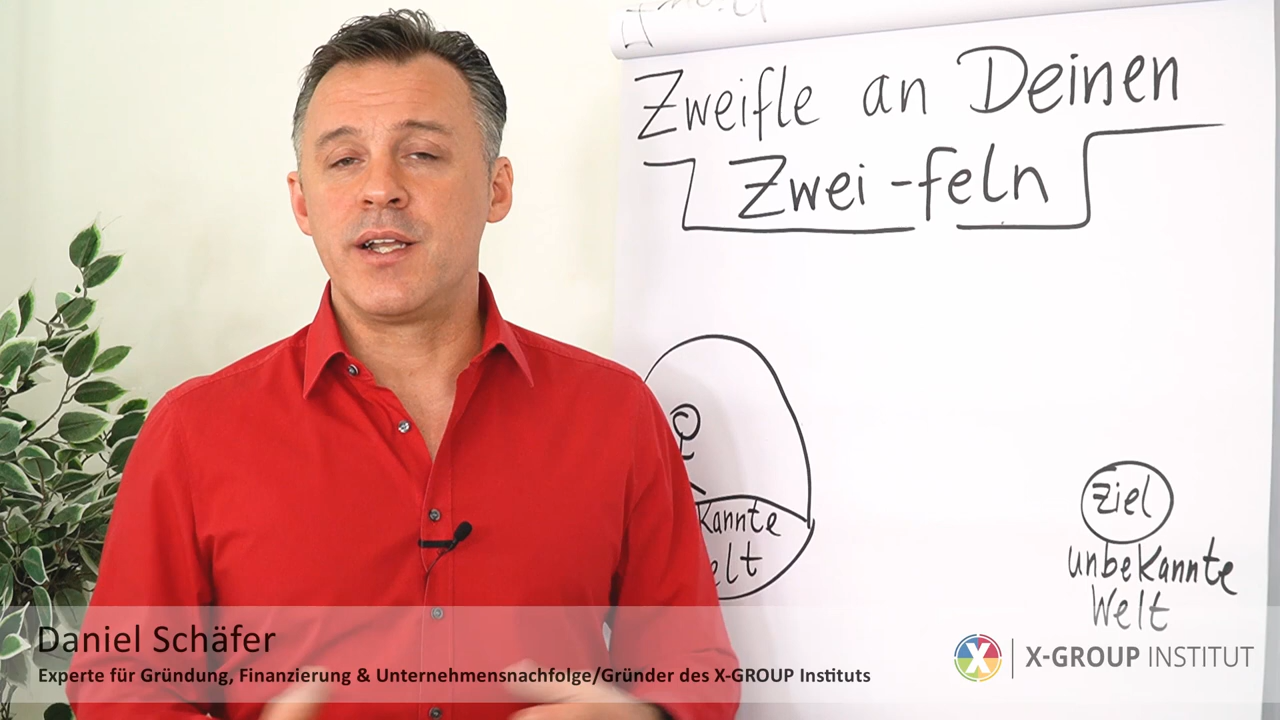 Zweifle an Deinen
Zwei-feln
Kannte
elt
Ziel
unbekannte
Welt
Daniel Schäfer
Experte für Gründung, Finanzierung & Unternehmensnachfolge/Gründer des X-GROUP Instituts
X
X-GROUP INSTITUT